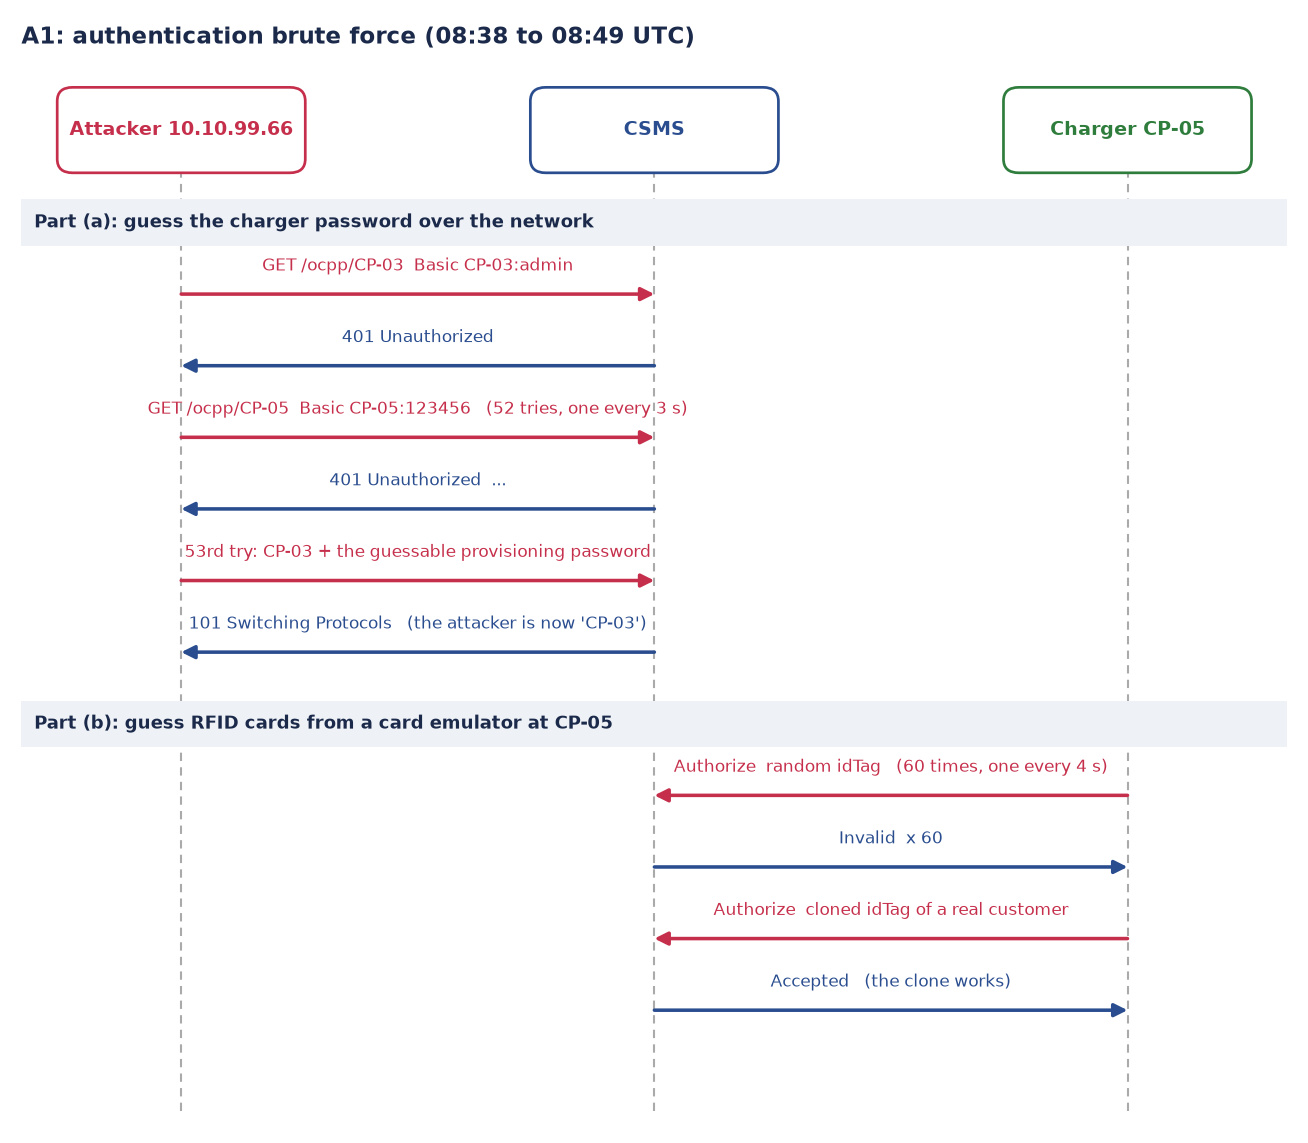 A1: authentication brute force (08:38 to 08:49 UTC)
Attacker 10.10.99.66
CSMS
Charger CP-05
Part (a): guess the charger password over the network
GET /ocpp/CP-03  Basic CP-03:admin
401 Unauthorized
GET /ocpp/CP-05  Basic CP-05:123456   (52 tries, one every 3 s)
401 Unauthorized  ...
53rd try: CP-03 + the guessable provisioning password
101 Switching Protocols   (the attacker is now 'CP-03')
Part (b): guess RFID cards from a card emulator at CP-05
Authorize  random idTag   (60 times, one every 4 s)
Invalid  x 60
Authorize  cloned idTag of a real customer
Accepted   (the clone works)